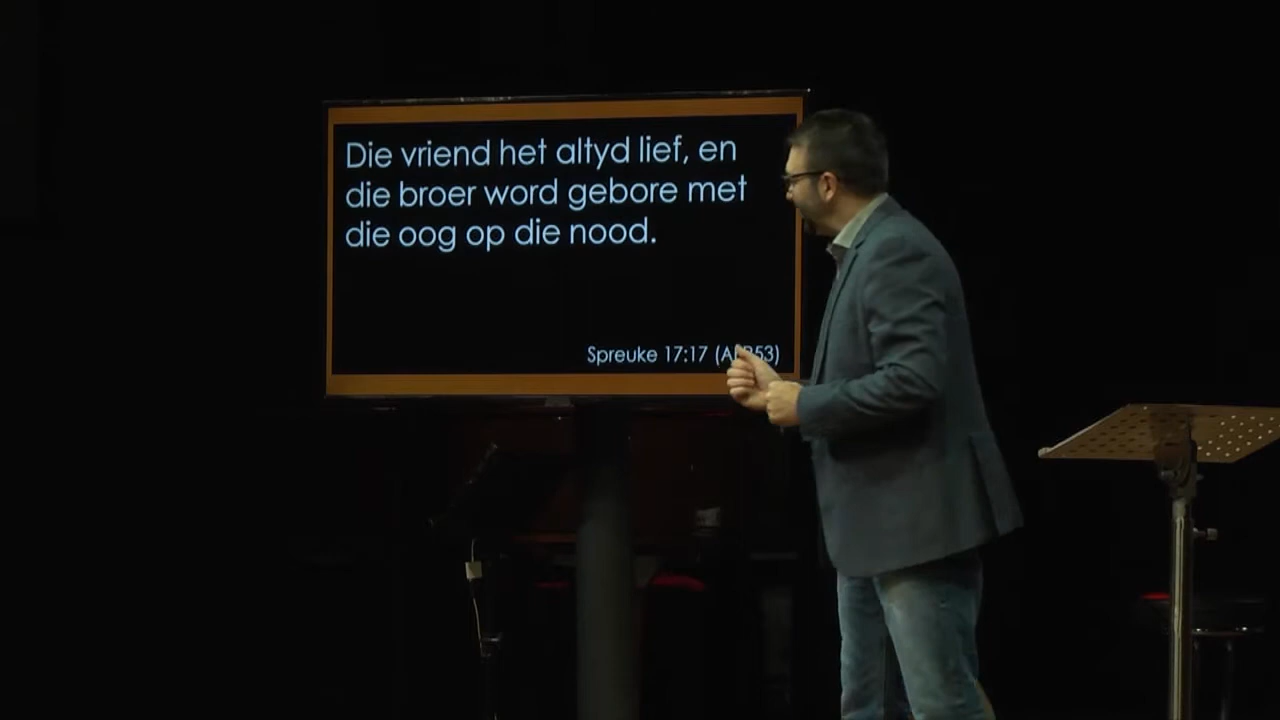 Die vriend het altyd lief, en
die broer word gebore met
die oog op die nood.
Spreuke 17:17